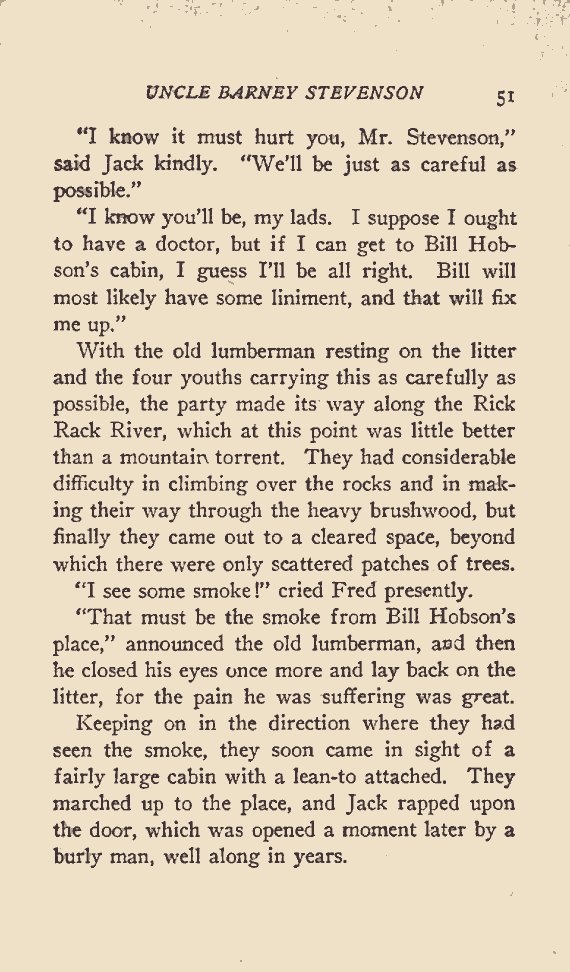 UNCLE BARNEY STEVENSON 51
"I know it must hurt you, Mr. Stevenson,"
said Jack kindly. "We'll be just as careful as
possible."
"I know you'll be, my lads. I suppose I ought
to have a doctor, but if I can get to Bill Hob-
son's cabin, I guess I'll be all right. Bill will
most likely have some liniment, and that will fix
me up."
With the old lumberman resting on the litter
and the four youths carrying this as carefully as
possible, the party made its way along the Rick
Rack River, which at this point was little better
than a mountain torrent. They had considerable
difficulty in climbing over the rocks and in mak-
ing their way through the heavy brushwood, but
finally they came out to a cleared space, beyond
which there were only scattered patches of trees.
"I see some smoke!" cried Fred presently.
"That must be the smoke from Bill Hobson's
place," announced the old lumberman, and then
he closed his eyes once more and lay back on the
litter, for the pain he was suffering was great.
Keeping on in the direction where they had
seen the smoke, they soon came in sight of a
fairly large cabin with a lean-to attached. They
marched up to the place, and Jack rapped upon
the door, which was opened a moment later by a
burly man, well along in years.